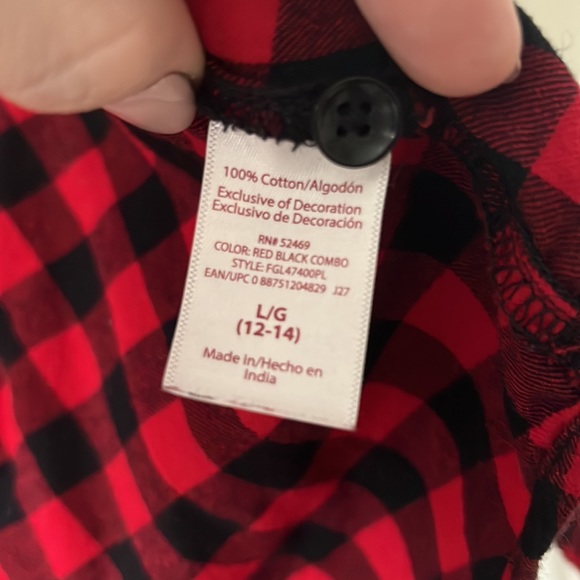 100% Cotton/Algodón
Exclusive of Decoration
Exclusivo de Decoración
RN# 52469
COLOR: RED BLACK COMBO
STYLE: FGL47400PL
EAN/UPC 0 88751204829 J27
L/G
(12-14)
Made in/Hecho en
India